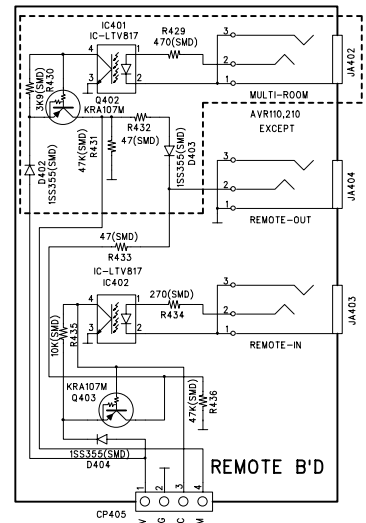 IC401
IC-LTV817
R429
470(SMD)
4
1
3
2
3
2
1
JA402
MULTI-ROOM
3K9(SMD)
R430
Q402
KRA107M
R432
47(SMD)
47K(SMD)
R431
D402
1SS355(SMD)
1SS355(SMD)
D403
AVR110,210
EXCEPT
3
2
1
JA404
REMOTE-OUT
47(SMD)
R433
IC-LTV817
IC402
270(SMD)
R434
4
1
3
2
3
2
1
JA403
REMOTE-IN
10K(SMD)
R435
KRA107M
Q403
47K(SMD)
R436
1SS355(SMD)
D404
REMOTE B'D
1
2
3
4
CP405
V
G
C
M